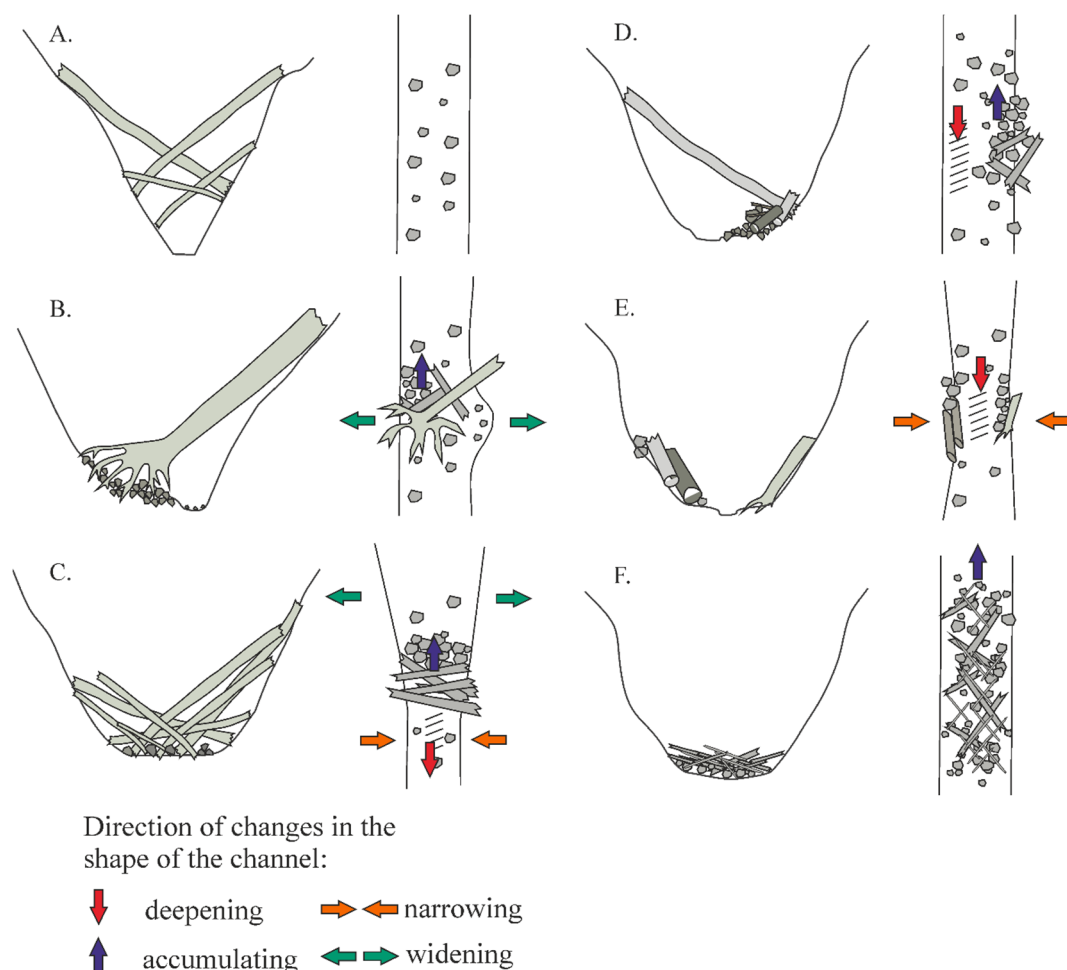 A.
D.
B.
E.
C.
F.
Direction of changes in the
shape of the channel:
deepening
narrowing
accumulating
widening